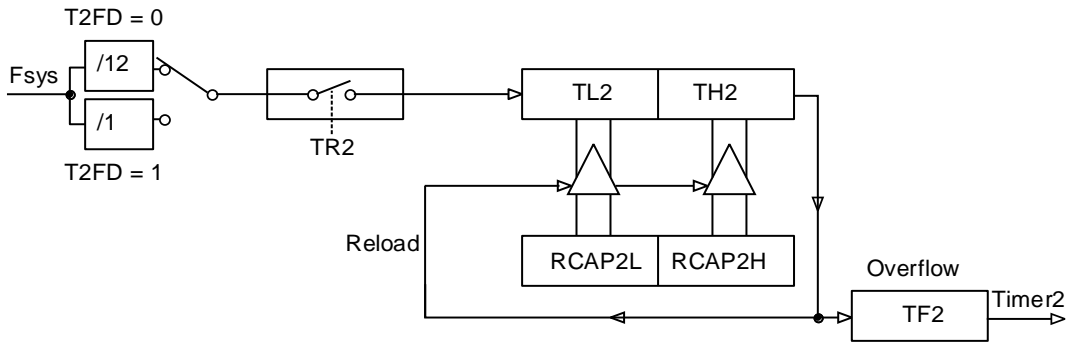 T2FD = 0
/12
Fsys
/1
T2FD = 1
TR2
TL2
TH2
Reload
RCAP2L
RCAP2H
Overflow
TF2
Timer2